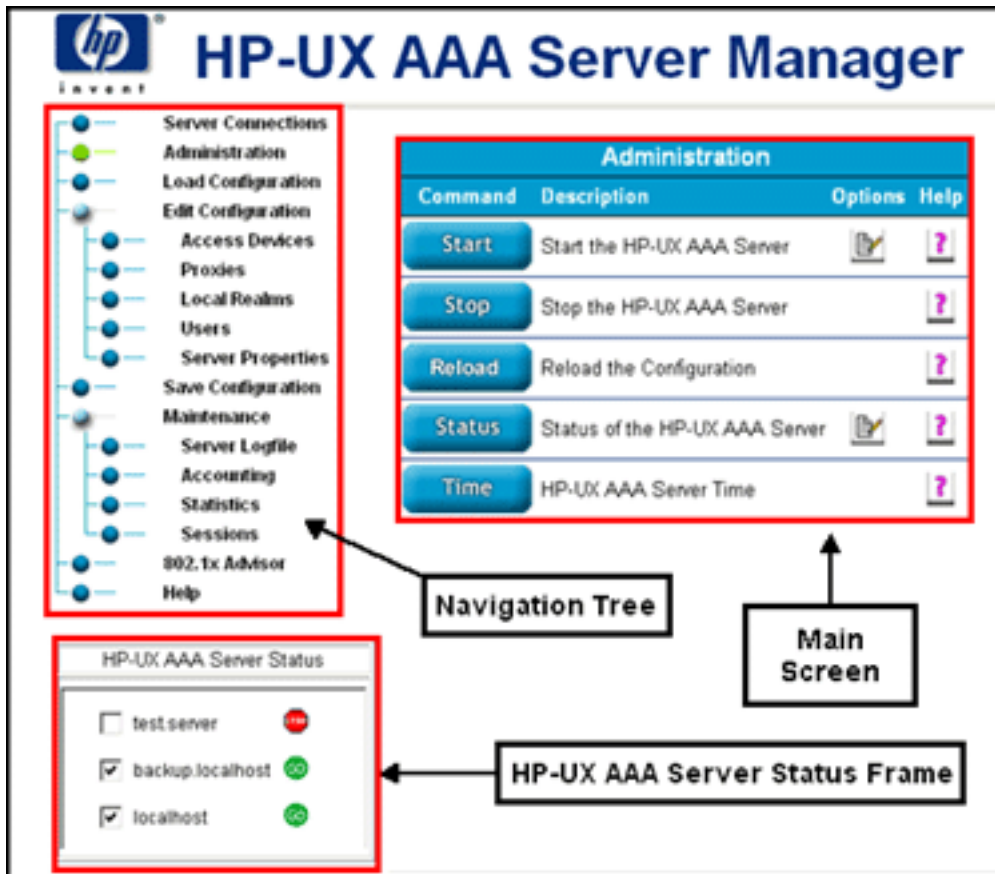 hp
®
invent
HP-UX AAA Server Manager
Server Connections
Administration
Load Configuration
Edit Configuration
Access Devices
Proxies
Local Realms
Users
Server Properties
Save Configuration
Maintenance
Server Logfile
Accounting
Statistics
Sessions
802.1x Advisor
Help
Administration
Command Description Options Help
Start Start the HP-UX AAA Server ?
Stop Stop the HP-UX AAA Server ?
Reload Reload the Configuration ?
Status Status of the HP-UX AAA Server ?
Time HP-UX AAA Server Time ?
Navigation Tree
Main
Screen
HP-UX AAA Server Status
test.server STOP
backup.localhost GO
localhost GO
HP-UX AAA Server Status Frame